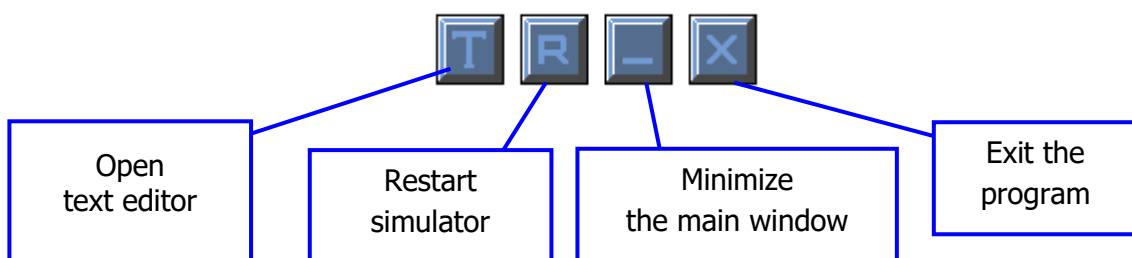 T R _ X
Open
text editor
Restart
simulator
Minimize
the main window
Exit the
program